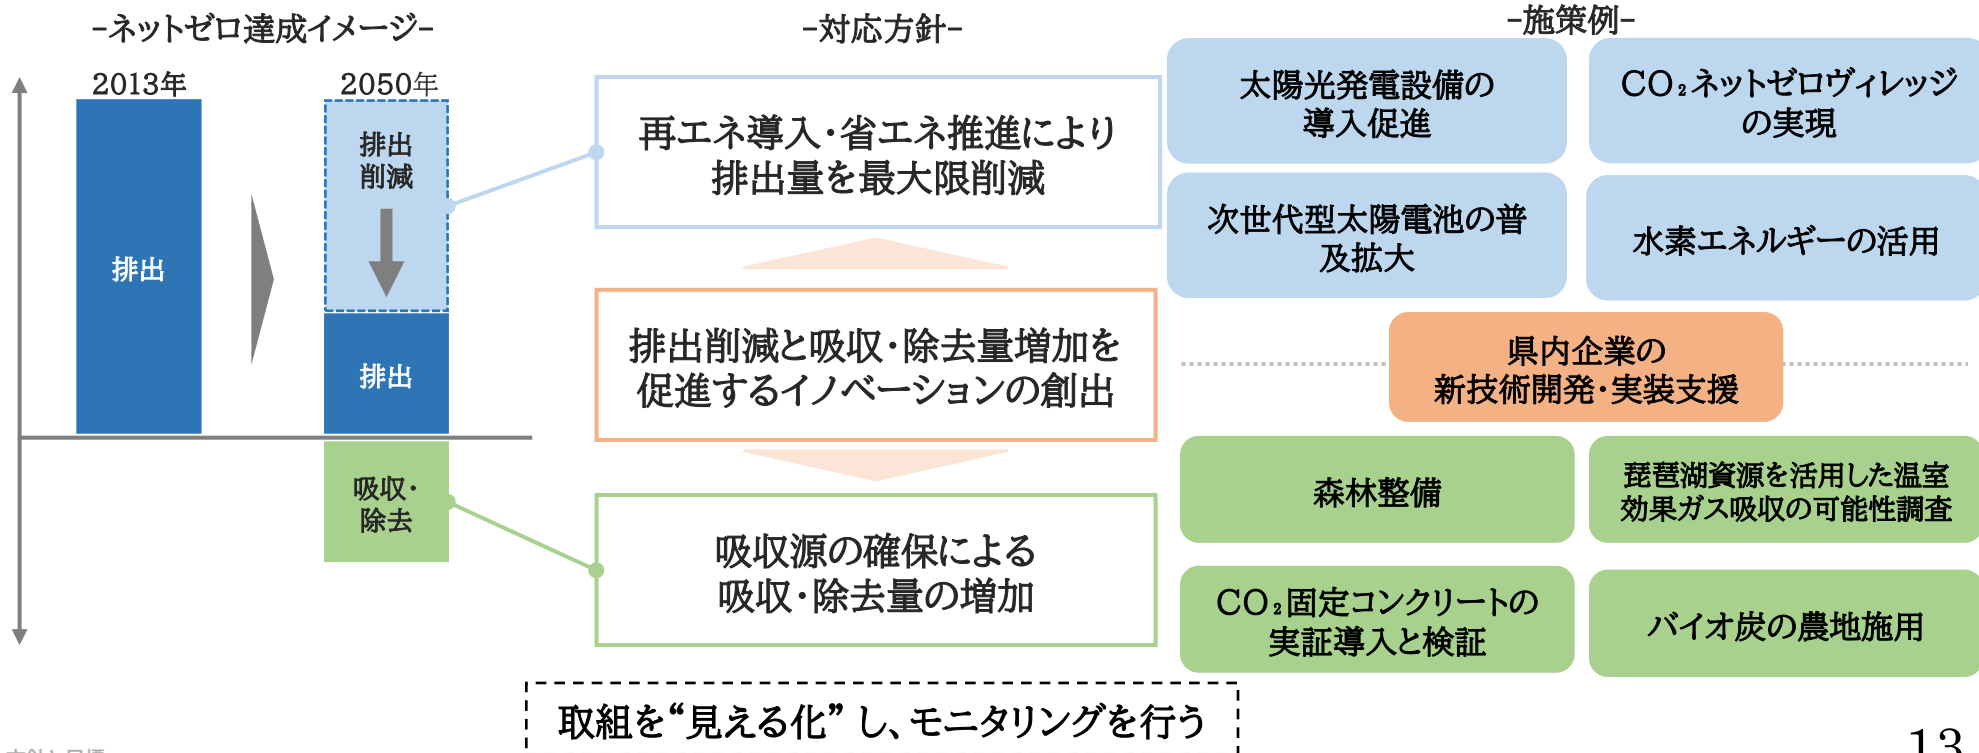 -ネットゼロ達成イメージ-
2013年
2050年
排出
排出
削減
排出
吸収・
除去
-対応方針-
再エネ導入・省エネ推進により
排出量を最大限削減
排出削減と吸収・除去量増加を
促進するイノベーションの創出
吸収源の確保による
吸収・除去量の増加
-施策例-
太陽光発電設備の
導入促進
CO₂ネットゼロヴィレッジ
の実現
次世代型太陽電池の普
及拡大
水素エネルギーの活用
県内企業の
新技術開発・実装支援
森林整備
琵琶湖資源を活用した温室
効果ガス吸収の可能性調査
CO₂固定コンクリートの
実証導入と検証
バイオ炭の農地施用
取組を“見える化”し、モニタリングを行う
13